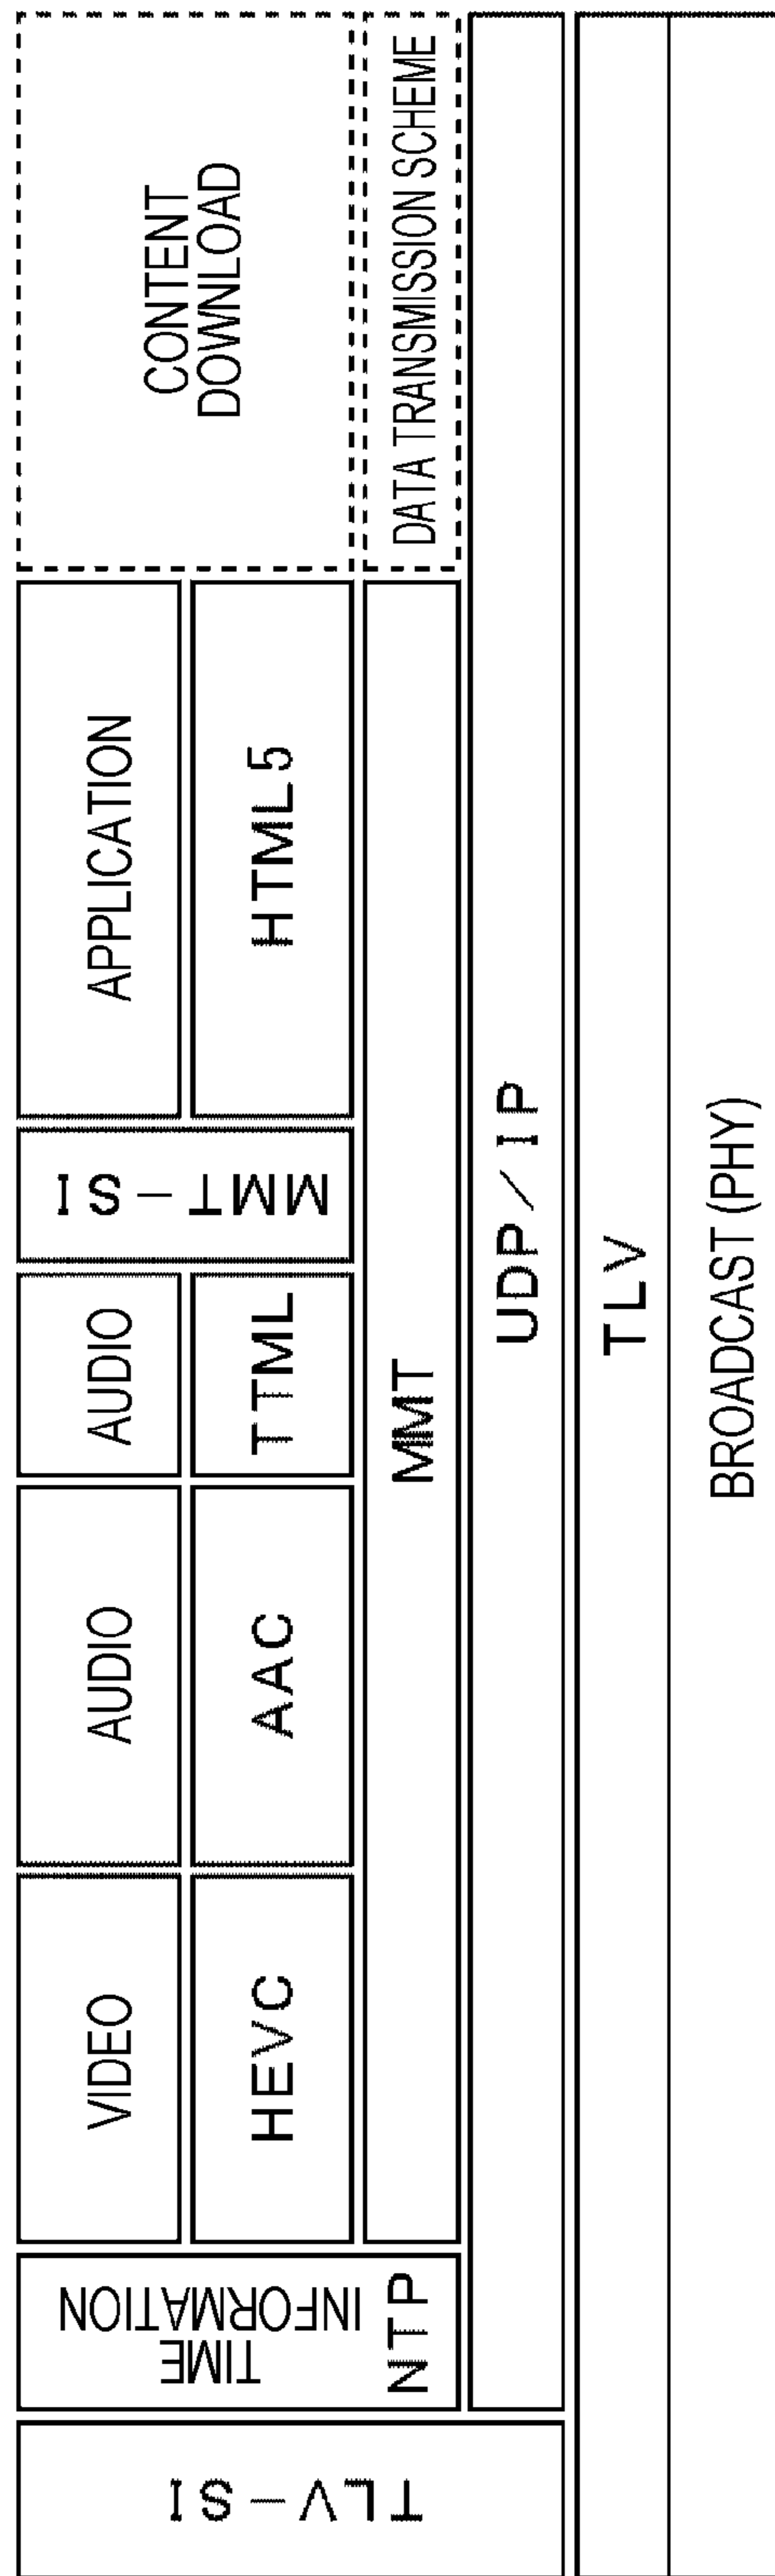 TLV-SI
TIME
INFORMATION
NTP
VIDEO
HEVC
AUDIO
AAC
AUDIO
TTML
MMT-SI
APPLICATION
HTML5
CONTENT
DOWNLOAD
MMT
DATA TRANSMISSION SCHEME
UDP/IP
TLV
BROADCAST (PHY)